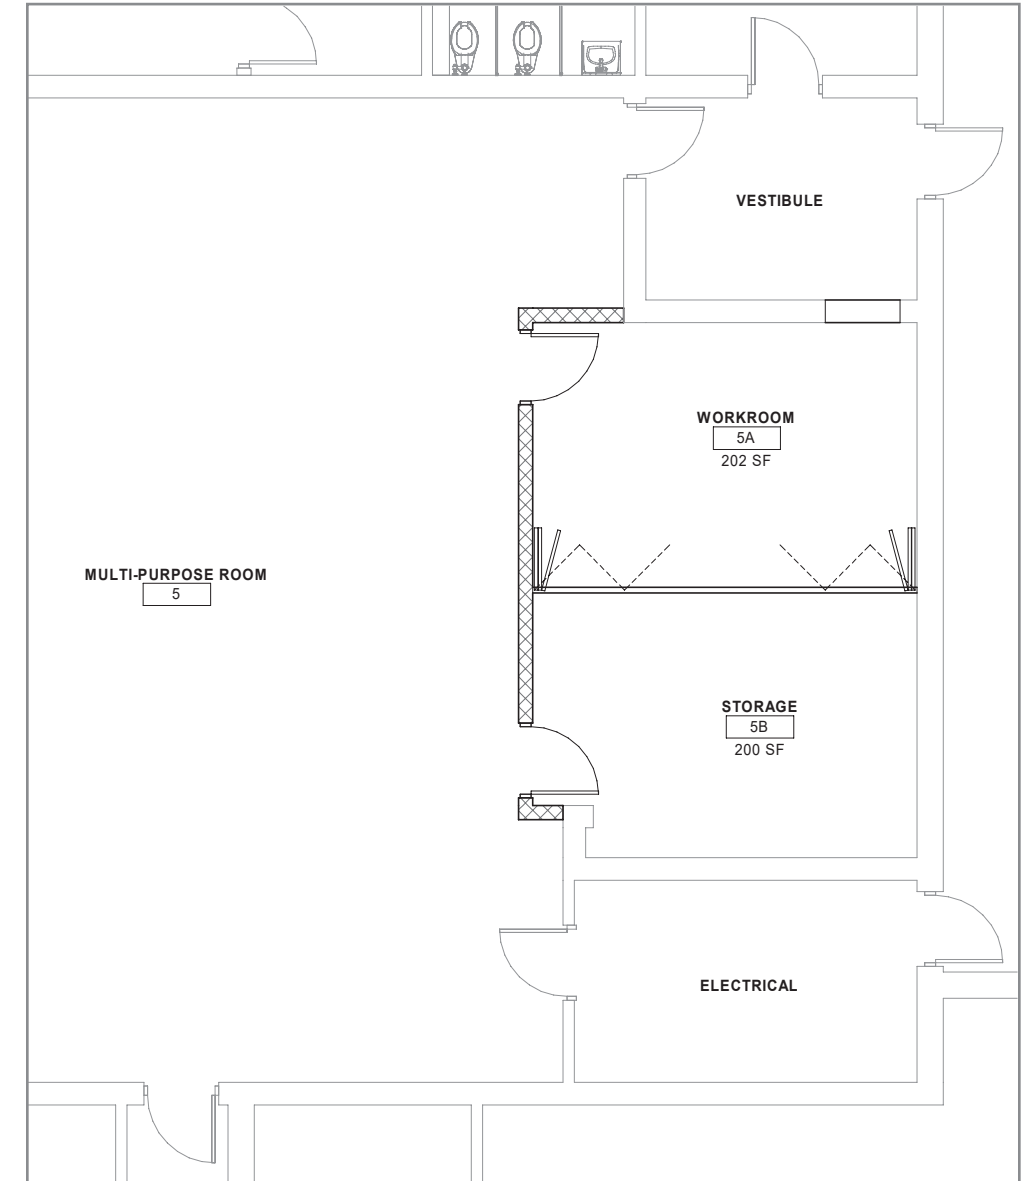 VESTIBULE
WORKROOM
5A
202 SF
MULTI-PURPOSE ROOM
5
STORAGE
5B
200 SF
ELECTRICAL